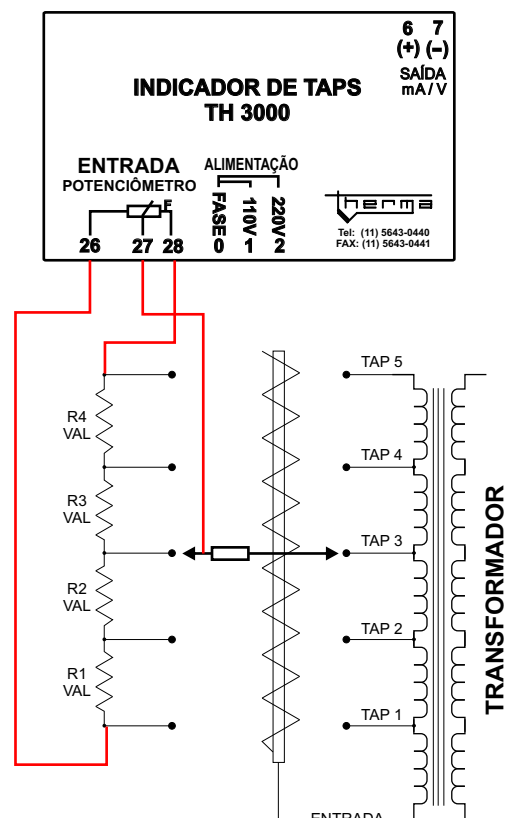 6 7
(+) (–)
SAÍDA
mA / V
INDICADOR DE TAPS
TH 3000
ENTRADA
POTENCIÔMETRO
F
26 27 28
ALIMENTAÇÃO
FASE 0
110V 1
220V 2
herma
Tel: (11) 5643-0440
FAX: (11) 5643-0441
TAP 5
R4
VAL
TAP 4
R3
VAL
TAP 3
R2
VAL
TAP 2
R1
VAL
TAP 1
TRANSFORMADOR
ENTRADA